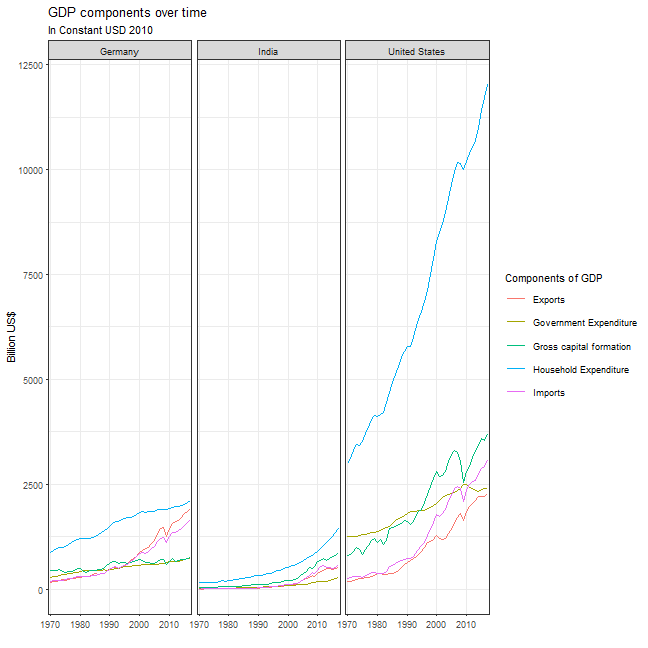 GDP components over time
In Constant USD 2010
Germany
India
United States
12500
10000
7500
5000
2500
0
Billion US$
1970 1980 1990 2000 2010
1970 1980 1990 2000 2010
1970 1980 1990 2000 2010
Components of GDP
Exports
Government Expenditure
Gross capital formation
Household Expenditure
Imports